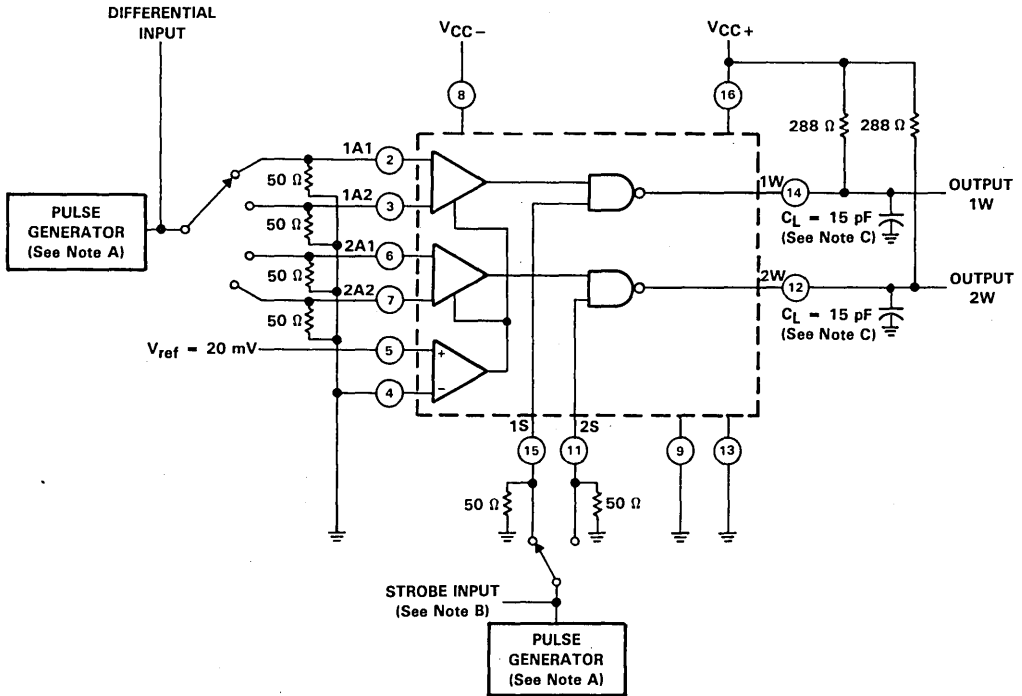 DIFFERENTIAL
INPUT
VCC−
VCC+
8
16
288 Ω
288 Ω
1A1
2
50 Ω
1A2
3
50 Ω
2A1
6
50 Ω
2A2
7
50 Ω
PULSE
GENERATOR
(See Note A)
1W
14
OUTPUT
1W
CL = 15 pF
(See Note C)
2W
12
OUTPUT
2W
CL = 15 pF
(See Note C)
Vref = 20 mV
5
+
4
−
1S
2S
15
11
9
13
50 Ω
50 Ω
STROBE INPUT
(See Note B)
PULSE
GENERATOR
(See Note A)